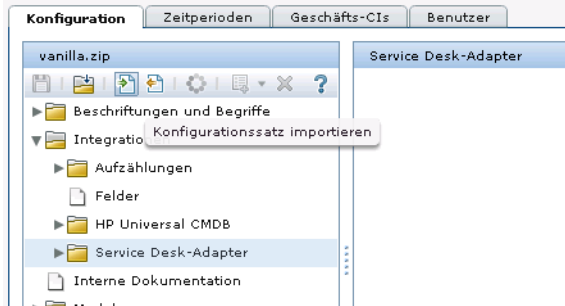 Konfiguration Zeitperioden Geschäfts-CIs Benutzer
vanilla.zip Service Desk-Adapter
?
Beschriftungen und Begriffe
Konfigurationssatz importieren
Aufzählungen
Felder
HP Universal CMDB
Service Desk-Adapter
Interne Dokumentation